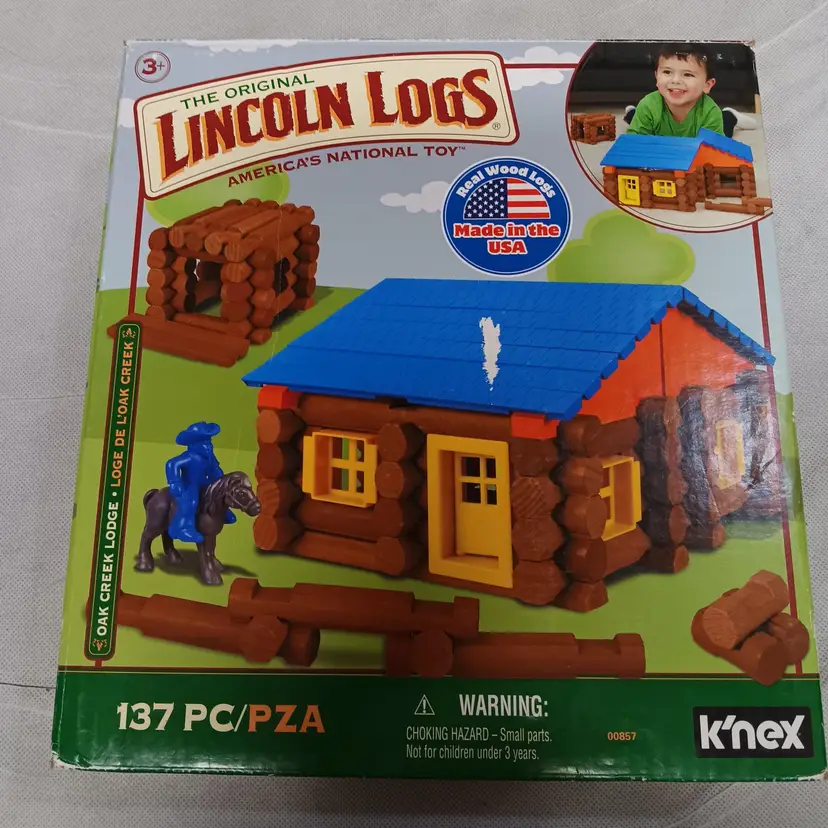 3+
THE ORIGINAL
LINCOLN LOGS®
AMERICA'S NATIONAL TOY™
Real Wood Logs
Made in the
USA
OAK CREEK LODGE • LOGE DE L'OAK CREEK
137 PC/PZA
⚠ WARNING:
CHOKING HAZARD – Small parts.
Not for children under 3 years.
00857
K'nex